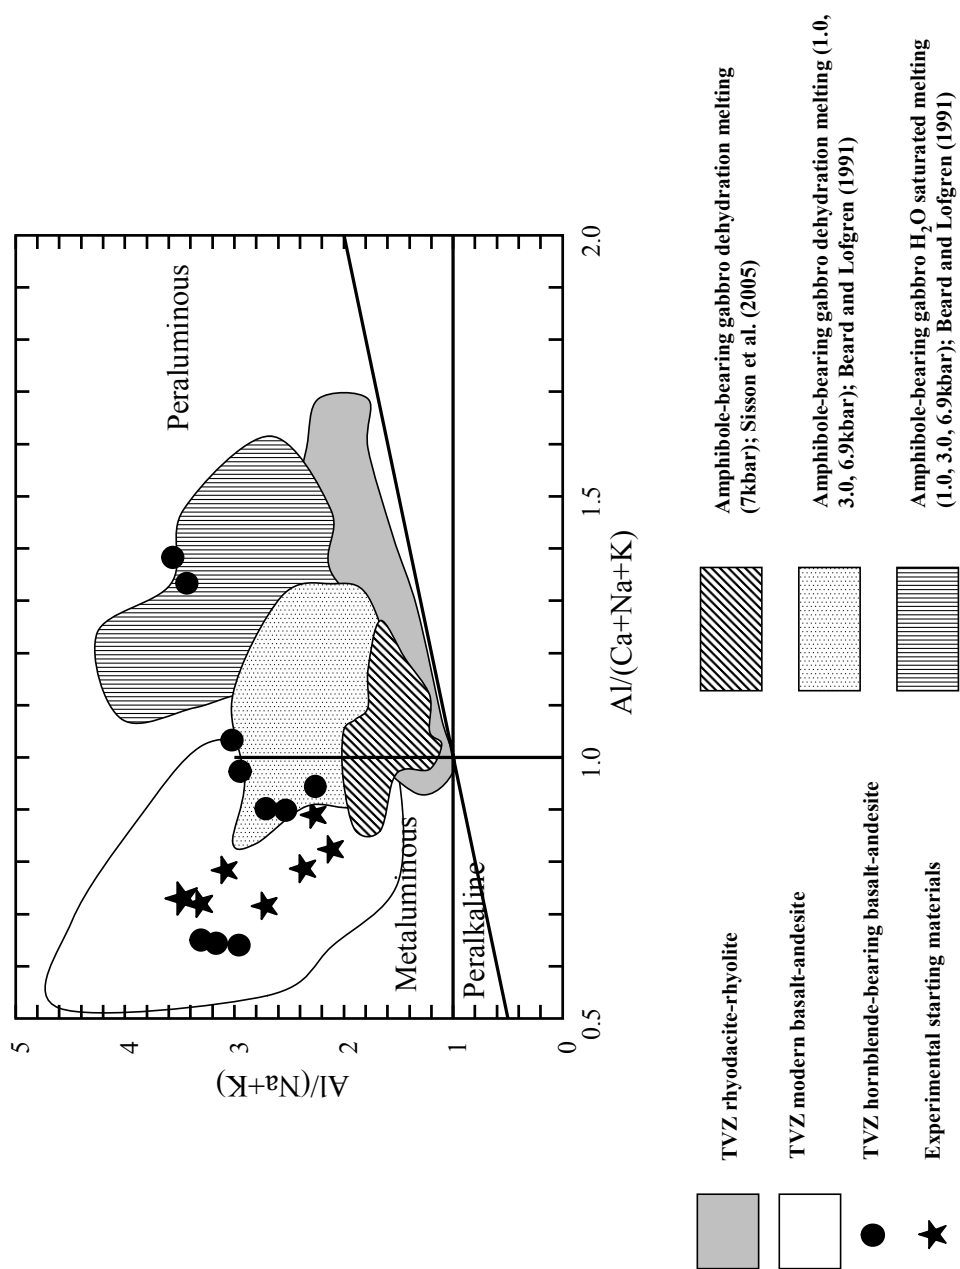 5
4
3
2
1
0
Al/(Na+K)
Peraluminous
Metaluminous
Peralkaline
0.5
1.0
1.5
2.0
Al/(Ca+Na+K)
TVZ rhyodacite-rhyolite
TVZ modern basalt-andesite
TVZ hornblende-bearing basalt-andesite
Experimental starting materials
Amphibole-bearing gabbro dehydration melting
(7kbar); Sisson et al. (2005)
Amphibole-bearing gabbro dehydration melting (1.0,
3.0, 6.9kbar); Beard and Lofgren (1991)
Amphibole-bearing gabbro H₂O saturated melting
(1.0, 3.0, 6.9kbar); Beard and Lofgren (1991)